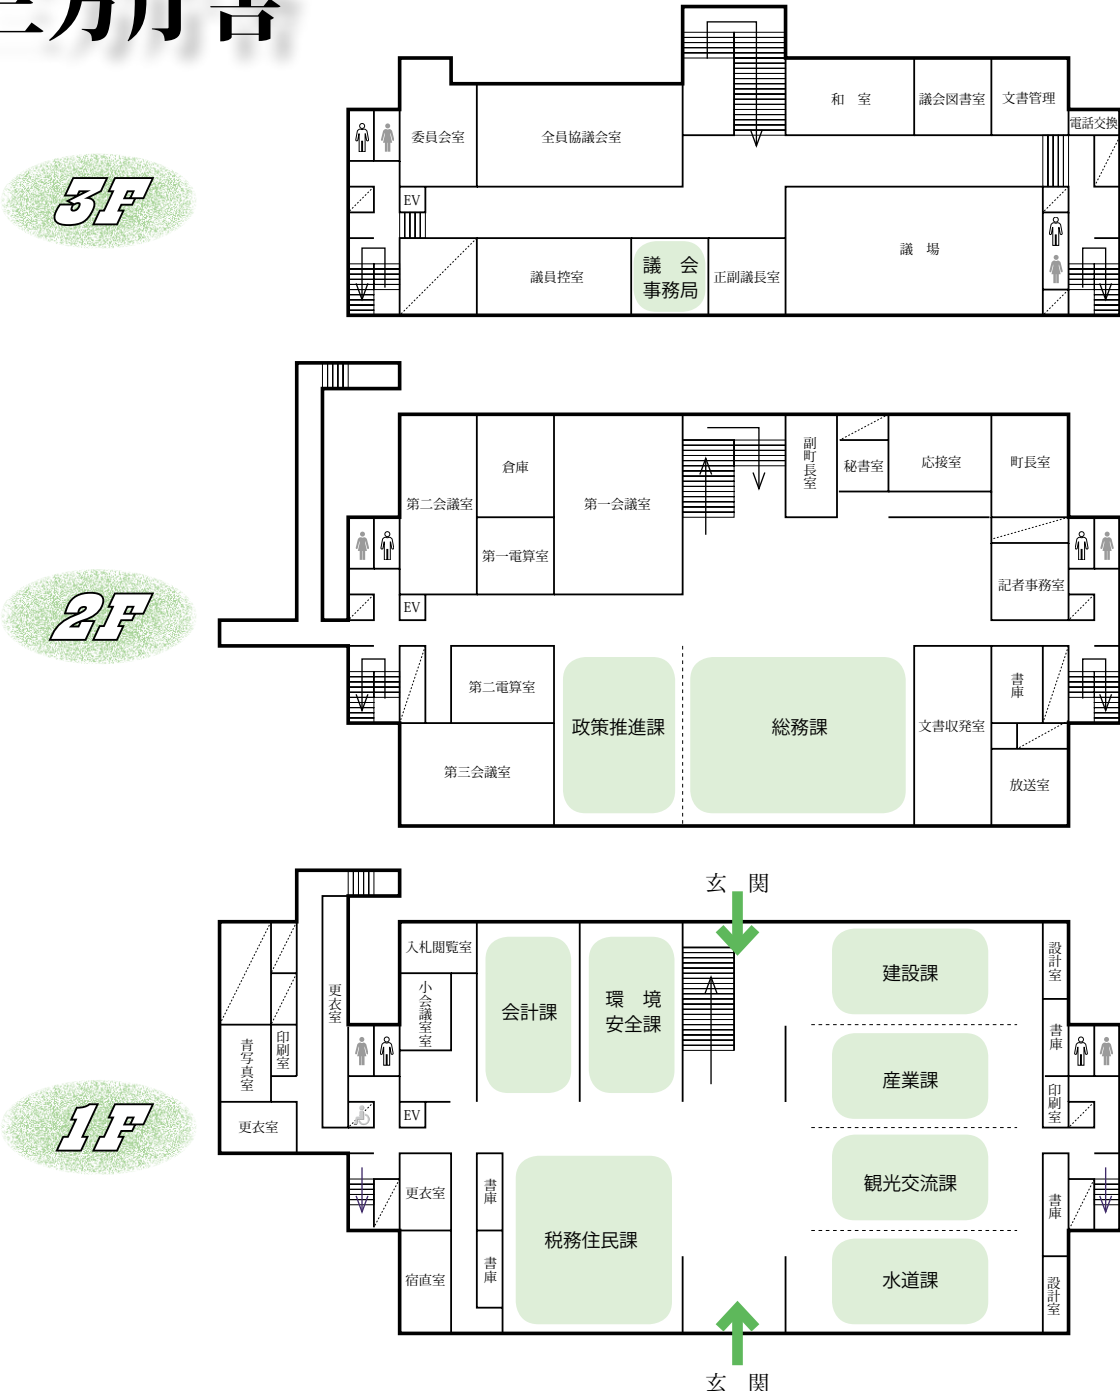 三方庁舎
3F
委員会室
全員協議会室
和　室
議会図書室
文書管理
電話交換
EV
議員控室
議　会
事務局
正副議長室
議　場
2F
第二会議室
倉庫
第一電算室
第一会議室
副町長室
秘書室
応接室
町長室
記者事務室
EV
第二電算室
第三会議室
政策推進課
総務課
文書収発室
書庫
放送室
1F
玄　関
入札閲覧室
小会議室室
会計課
環　境
安全課
建設課
設計室
更衣室
青写真室
印刷室
書庫
産業課
印刷室
更衣室
EV
更衣室
書庫
税務住民課
観光交流課
書庫
宿直室
書庫
水道課
設計室
玄　関